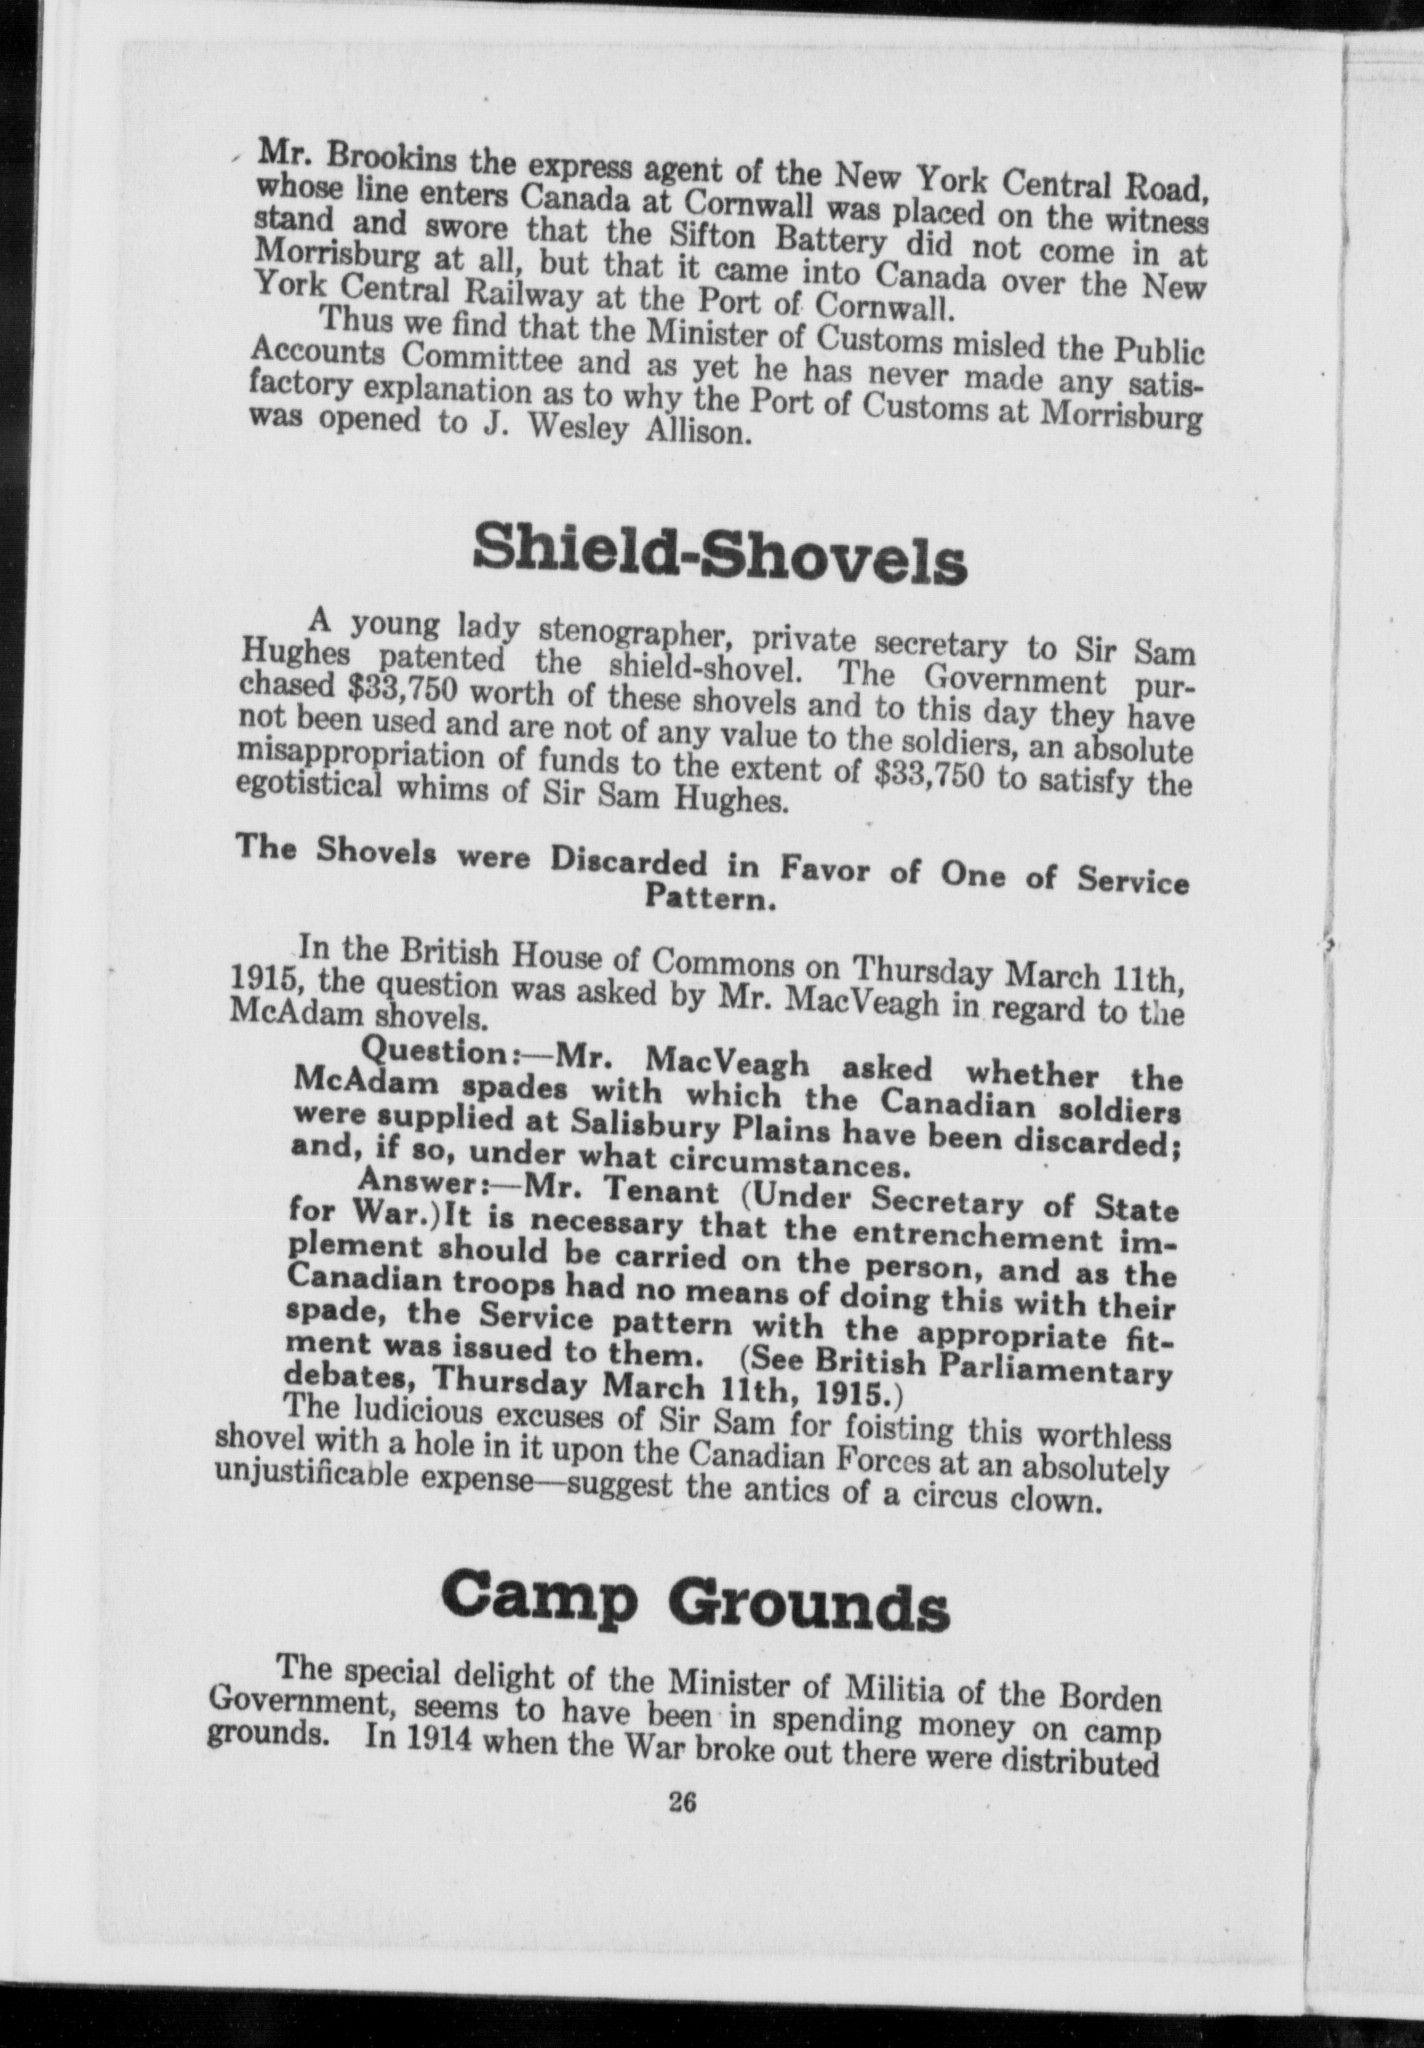 Mr. Brookins the express agent of the New York Central Road,
whose line enters Canada at Cornwall was placed on the witness
stand and swore that the Sifton Battery did not come in at
Morrisburg at all, but that it came into Canada over the New
York Central Railway at the Port of Cornwall.
Thus we find that the Minister of Customs misled the Public
Accounts Committee and as yet he has never made any satis-
factory explanation as to why the Port of Customs at Morrisburg
was opened to J. Wesley Allison.
Shield-Shovels
A young lady stenographer, private secretary to Sir Sam
Hughes patented the shield-shovel. The Government pur-
chased $33,750 worth of these shovels and to this day they have
not been used and are not of any value to the soldiers, an absolute
misappropriation of funds to the extent of $33,750 to satisfy the
egotistical whims of Sir Sam Hughes.
The Shovels were Discarded in Favor of One of Service
Pattern.
In the British House of Commons on Thursday March 11th,
1915, the question was asked by Mr. MacVeagh in regard to the
McAdam shovels.
Question:—Mr. MacVeagh asked whether the
McAdam spades with which the Canadian soldiers
were supplied at Salisbury Plains have been discarded;
and, if so, under what circumstances.
Answer:—Mr. Tenant (Under Secretary of State
for War.)It is necessary that the entrenchement im-
plement should be carried on the person, and as the
Canadian troops had no means of doing this with their
spade, the Service pattern with the appropriate fit-
ment was issued to them. (See British Parliamentary
debates, Thursday March 11th, 1915.)
The ludicious excuses of Sir Sam for foisting this worthless
shovel with a hole in it upon the Canadian Forces at an absolutely
unjustificable expense—suggest the antics of a circus clown.
Camp Grounds
The special delight of the Minister of Militia of the Borden
Government, seems to have been in spending money on camp
grounds. In 1914 when the War broke out there were distributed
26